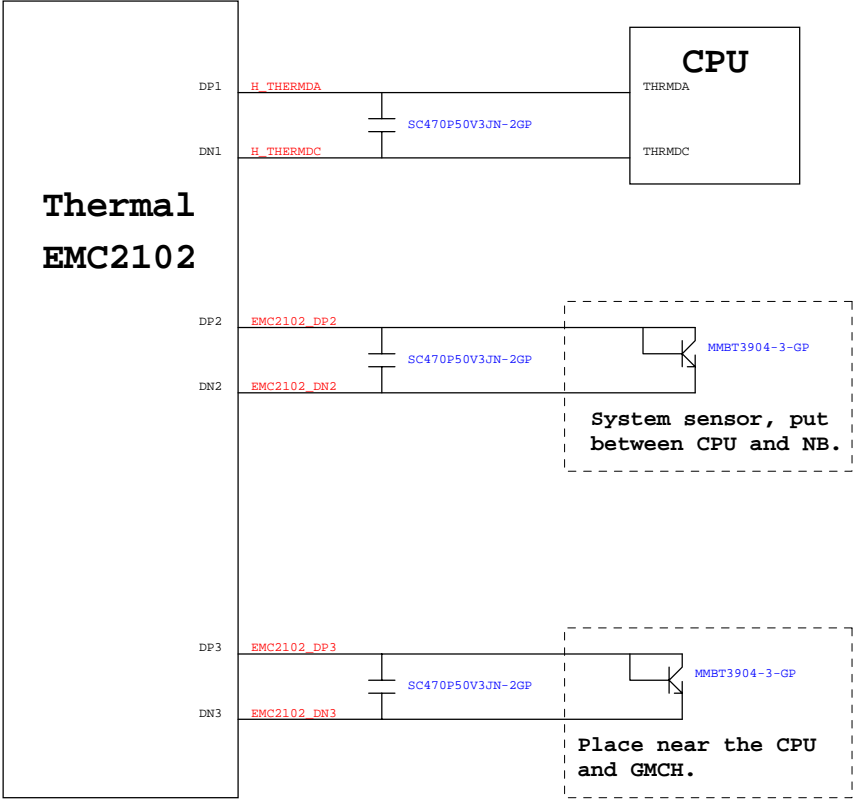 CPU
DP1 H_THERMDA THRMDA
SC470P50V3JN-2GP
DN1 H_THERMDC THRMDC
Thermal
EMC2102
DP2 EMC2102_DP2
MMBT3904-3-GP
SC470P50V3JN-2GP
DN2 EMC2102_DN2
System sensor, put
between CPU and NB.
DP3 EMC2102_DP3
MMBT3904-3-GP
SC470P50V3JN-2GP
DN3 EMC2102_DN3
Place near the CPU
and GMCH.